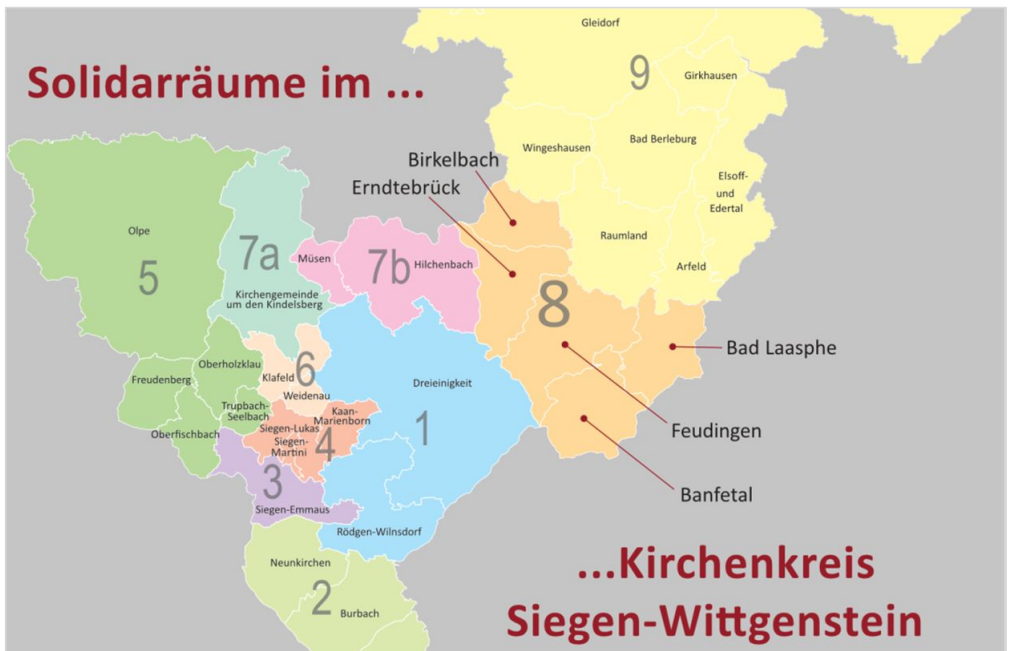 Solidarräume im ...
Gleidorf
9
Girkhausen
Wingeshausen
Bad Berleburg
Elsoff-
und
Edertal
Raumland
Arfeld
Birkelbach
Erndtebrück
8
Bad Laasphe
Feudingen
Banfetal
Olpe
5
7a
Kirchengemeinde
um den Kindelsberg
Müsen
7b
Hilchenbach
Oberholzklau
Freudenberg
Trupbach-
Seelbach
Oberfischbach
6
Klafeld
Weidenau
Dreieinigkeit
1
Kaan-
Marienborn
Siegen-Lukas
Siegen-
Martini
4
3
Siegen-Emmaus
Rödgen-Wilnsdorf
Neunkirchen
2
Burbach
...Kirchenkreis
Siegen-Wittgenstein